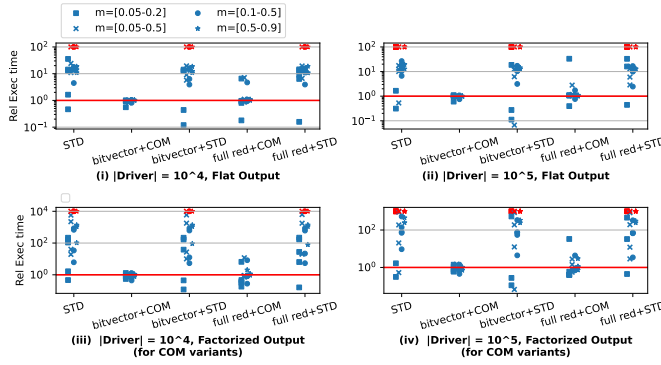 m=[0.05-0.2] m=[0.1-0.5]
m=[0.05-0.5] m=[0.5-0.9]
Rel Exec time
10^2
10^1
10^0
10^-1
STD bitvector+COM bitvector+STD full red+COM full red+STD
(i) |Driver| = 10^4, Flat Output
10^2
10^1
10^0
10^-1
STD bitvector+COM bitvector+STD full red+COM full red+STD
(ii) |Driver| = 10^5, Flat Output
Rel Exec time
10^4
10^2
10^0
STD bitvector+COM bitvector+STD full red+COM full red+STD
(iii) |Driver| = 10^4, Factorized Output
(for COM variants)
10^2
10^0
STD bitvector+COM bitvector+STD full red+COM full red+STD
(iv) |Driver| = 10^5, Factorized Output
(for COM variants)